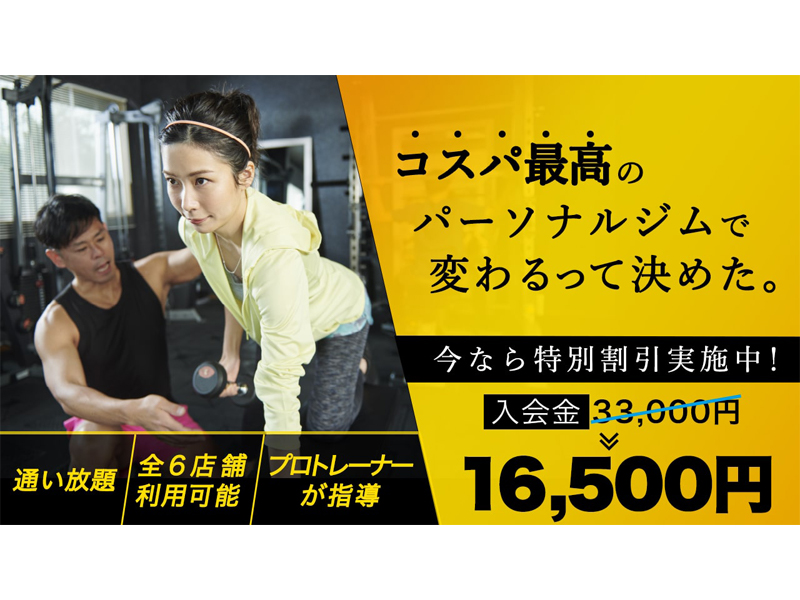 コスパ最高の
パーソナルジムで
変わるって決めた。
今なら特別割引実施中!
入会金 33,000円
16,500円
通い放題
全6店舗
利用可能
プロトレーナー
が指導